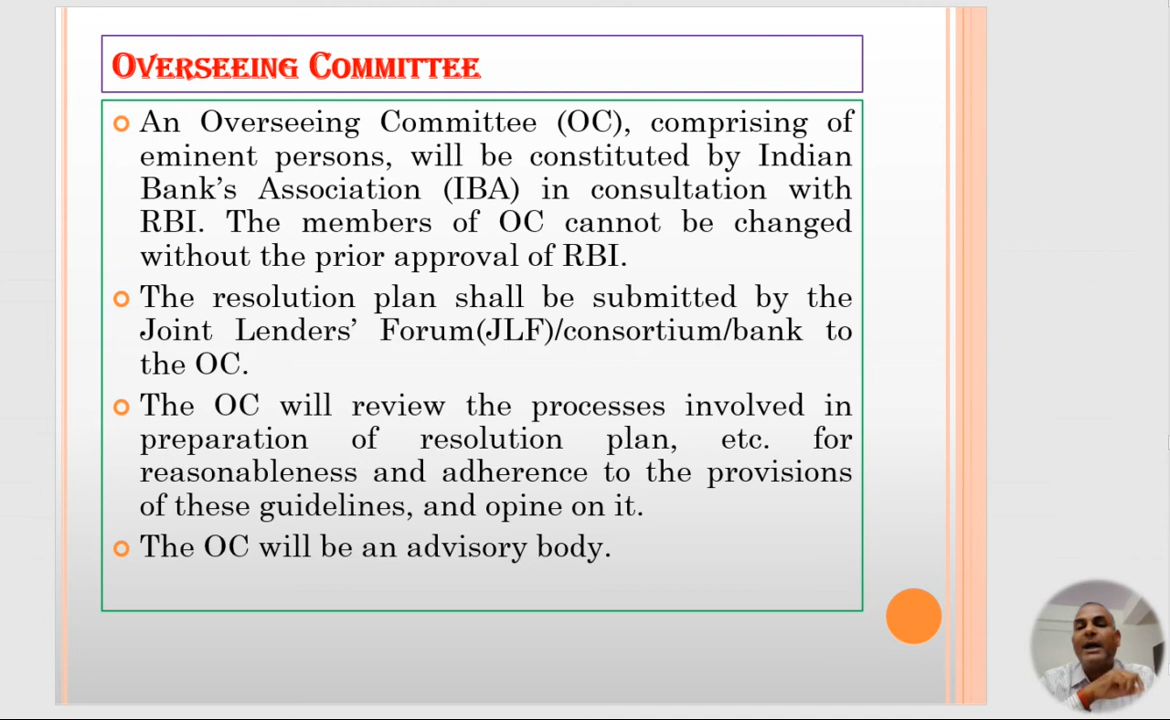 OVERSEEING COMMITTEE
An Overseeing Committee (OC), comprising of
eminent persons, will be constituted by Indian
Bank's Association (IBA) in consultation with
RBI. The members of OC cannot be changed
without the prior approval of RBI.
The resolution plan shall be submitted by the
Joint Lenders' Forum(JLF)/consortium/bank to
the OC.
The OC will review the processes involved in
preparation of resolution plan, etc. for
reasonableness and adherence to the provisions
of these guidelines, and opine on it.
The OC will be an advisory body.